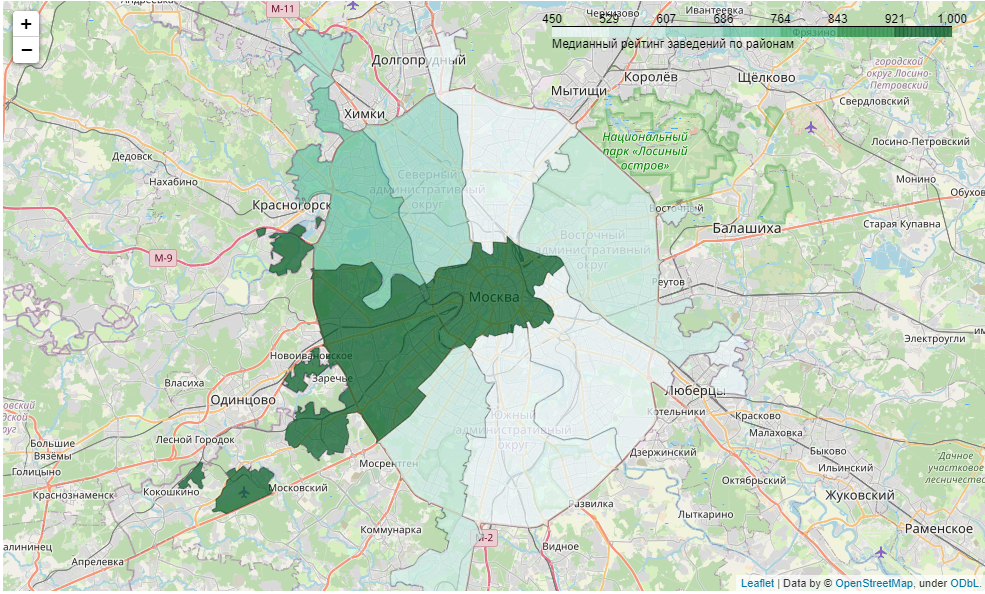 Андреевка
М-11
Черкизово
Ивантеевка
+
−
450 529 607 686 764 843 921 1,000
Фрязино
Медианный рейтинг заведений по районам
Долгопрудный
городской
округ Лосино-
Петровский
Королёв
Щёлково
Мытищи
Свердловский
Химки
Национальный
парк «Лосиный
остров»
Лосино-Петровский
Дедовск
Нахабино
Северный
административный
округ
Монино
Обухов
Красногорск
Восточный
Старая Купавна
Балашиха
Восточный
административный
округ
М-9
Реутов
Москва
Электроугли
им
Новоивановское
Заречье
Власиха
Одинцово
Люберцы
Котельники
Красково
Южный
административный
округ
Малаховка
Лесной Городок
Большие
Вязёмы
Голицыно
Мосрентген
Дзержинский
Быково
Ильинский
Дачное
участковое
лесничество
Октябрьский
Краснознаменск
Кокошкино
Московский
Жуковский
Развилка
Лыткарино
Коммунарка
Раменское
М-2
Видное
алининец
Апрелевка
Leaflet | Data by © OpenStreetMap, under ODbL.